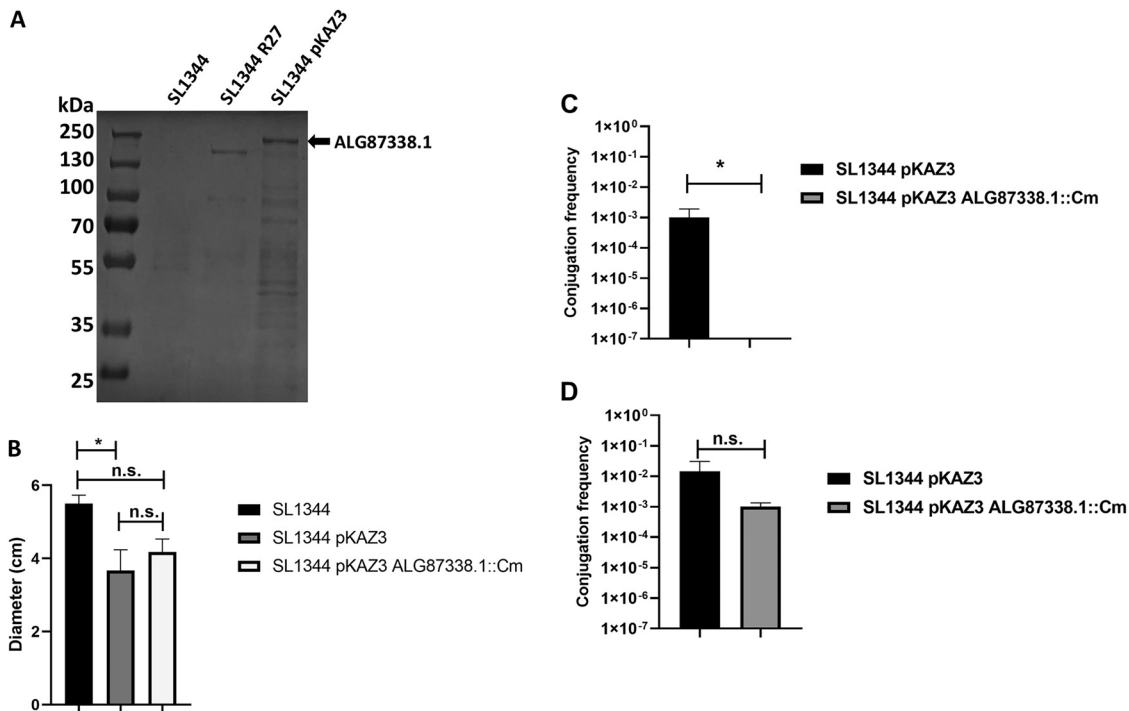 A
SL1344
SL1344 R27
SL1344 pKAZ3
kDa
250
130
100
70
55
35
25
ALG87338.1
B
*
n.s.
n.s.
6
4
2
0
Diameter (cm)
SL1344
SL1344 pKAZ3
SL1344 pKAZ3 ALG87338.1::Cm
C
Conjugation frequency
1×10⁰
1×10⁻¹
1×10⁻²
1×10⁻³
1×10⁻⁴
1×10⁻⁵
1×10⁻⁶
1×10⁻⁷
*
SL1344 pKAZ3
SL1344 pKAZ3 ALG87338.1::Cm
D
Conjugation frequency
1×10⁰
1×10⁻¹
1×10⁻²
1×10⁻³
1×10⁻⁴
1×10⁻⁵
1×10⁻⁶
1×10⁻⁷
n.s.
SL1344 pKAZ3
SL1344 pKAZ3 ALG87338.1::Cm